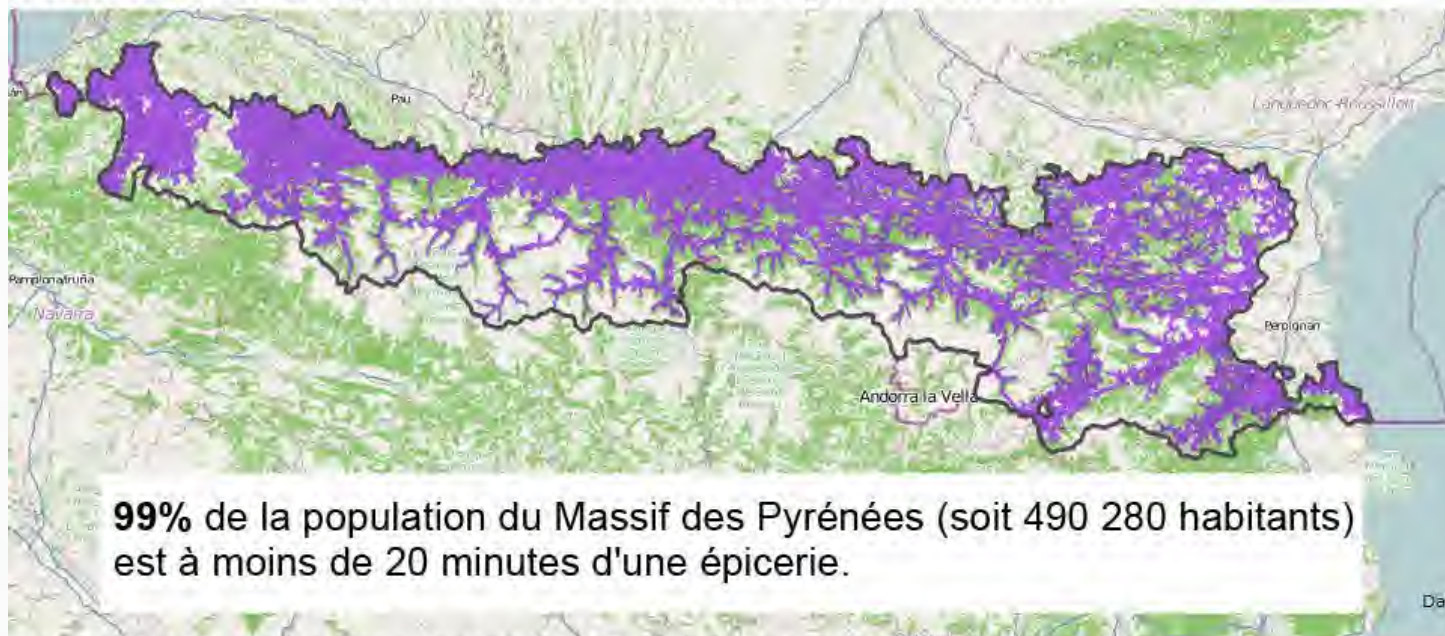 Languedoc-Roussillon
Pau
Pamplona/Iruña
Navarra
Perpignan
Andorra la Vella
99% de la population du Massif des Pyrénées (soit 490 280 habitants)
est à moins de 20 minutes d'une épicerie.
Da